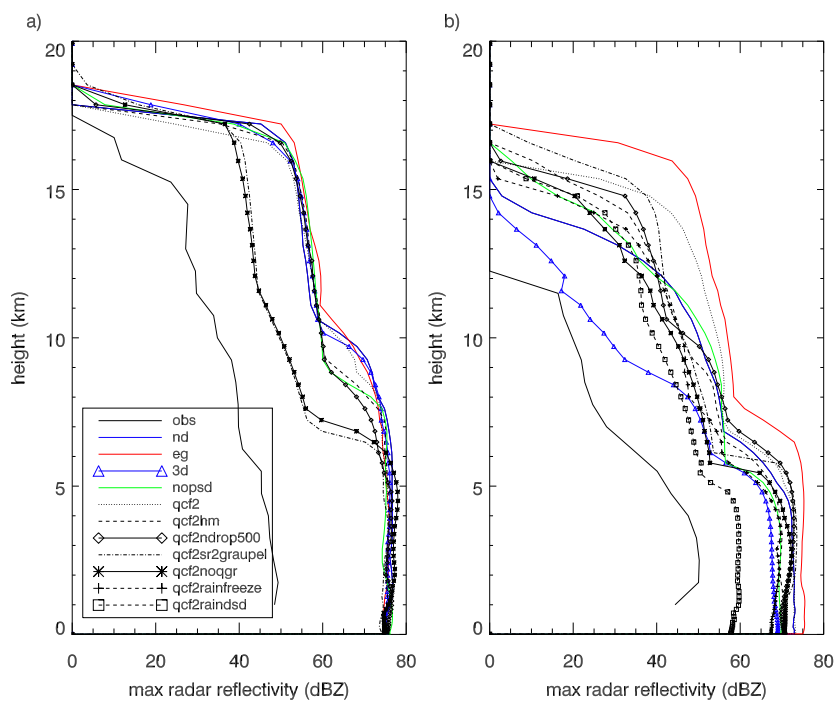 a)
20
15
10
5
0
height (km)
0 20 40 60 80
max radar reflectivity (dBZ)
obs
nd
eg
3d
nopsd
qcf2
qcf2hm
qcf2ndrop500
qcf2sr2graupel
qcf2noqgr
qcf2rainfreeze
qcf2raindsd
b)
20
15
10
5
0
height (km)
0 20 40 60 80
max radar reflectivity (dBZ)